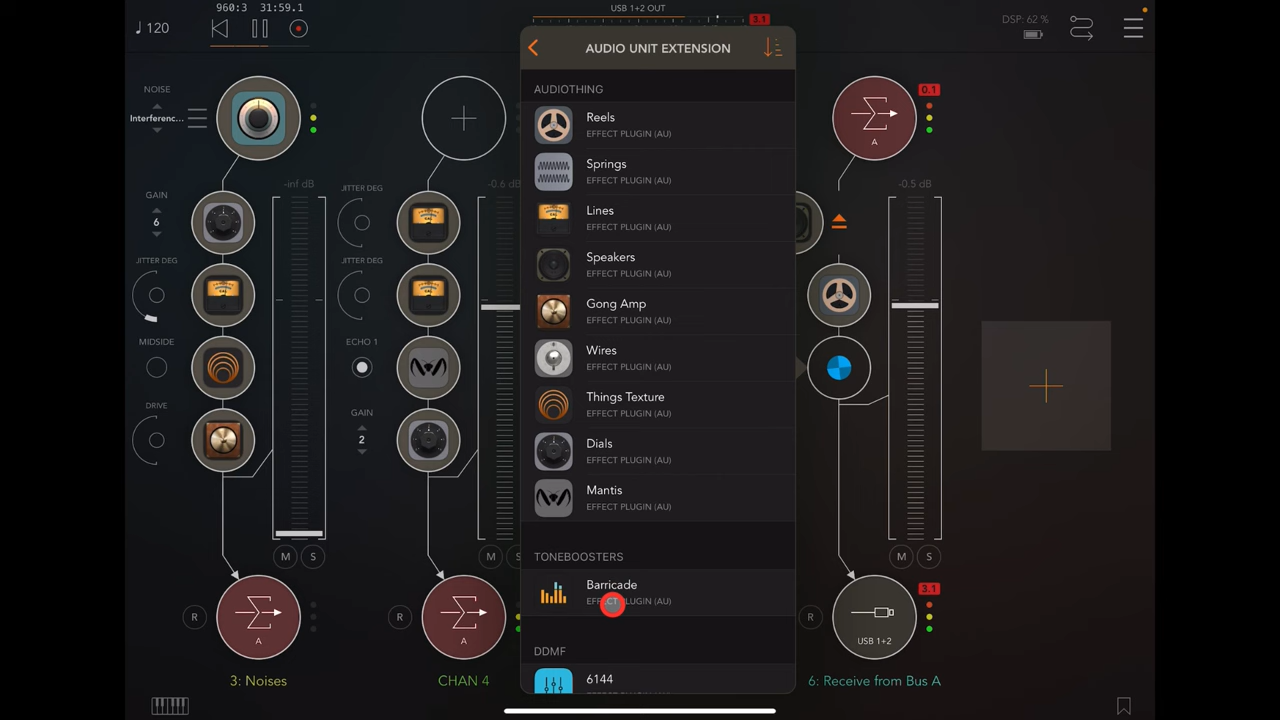 960:3
31:59.1
USB 1+2 OUT
3.1
♩ 120
DSP: 62 %
AUDIO UNIT EXTENSION
NOISE
Interferenc...
0.1
A
AUDIOTHING
Reels
EFFECT PLUGIN (AU)
Springs
EFFECT PLUGIN (AU)
Lines
EFFECT PLUGIN (AU)
Speakers
EFFECT PLUGIN (AU)
Gong Amp
EFFECT PLUGIN (AU)
Wires
EFFECT PLUGIN (AU)
Things Texture
EFFECT PLUGIN (AU)
Dials
EFFECT PLUGIN (AU)
Mantis
EFFECT PLUGIN (AU)
TONEBOOSTERS
Barricade
PLUGIN (AU)
DDMF
6144
-inf dB
-0.6 dB
-0.5 dB
GAIN
6
JITTER DEG
MIDSIDE
DRIVE
JITTER DEG
JITTER DEG
ECHO 1
GAIN
2
M
S
M
S
M
S
R
A
R
A
R
3.1
USB 1+2
3: Noises
CHAN 4
6: Receive from Bus A